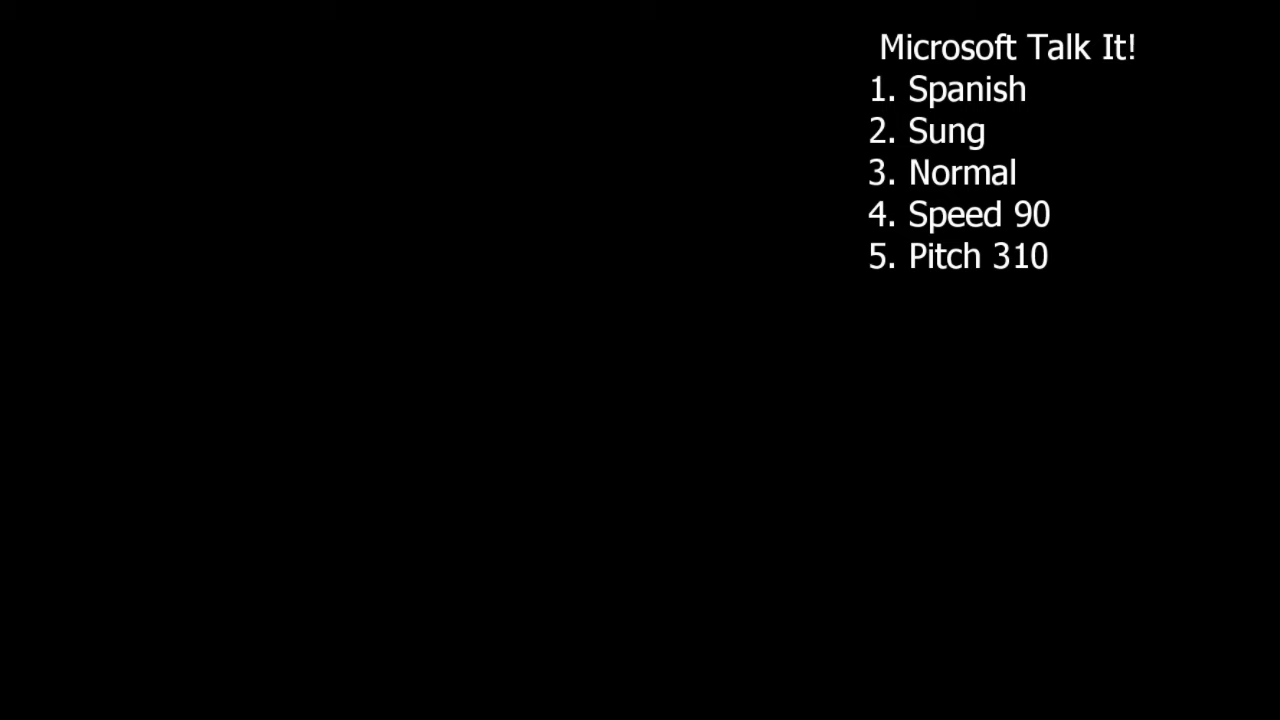 Microsoft Talk It!
1. Spanish
2. Sung
3. Normal
4. Speed 90
5. Pitch 310